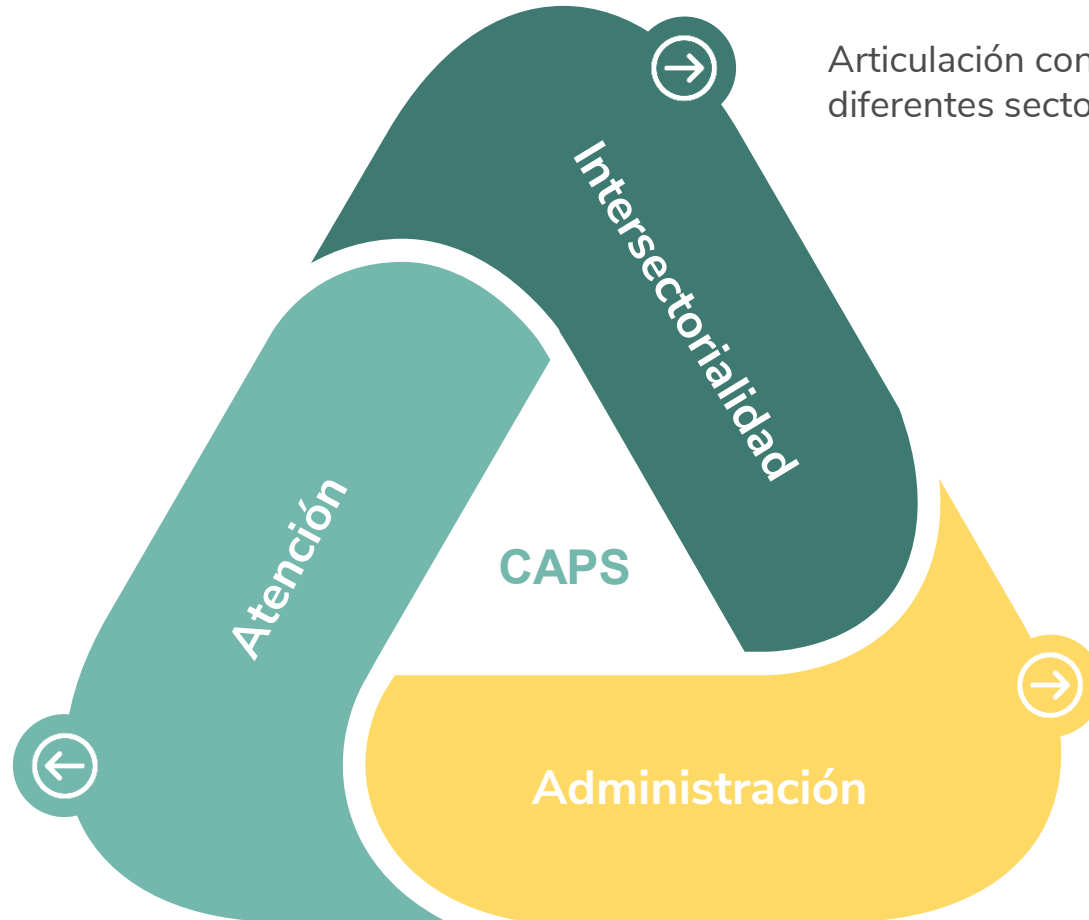 Articulación con
diferentes secto
Intersectorialidad
Atención
CAPS
Administración